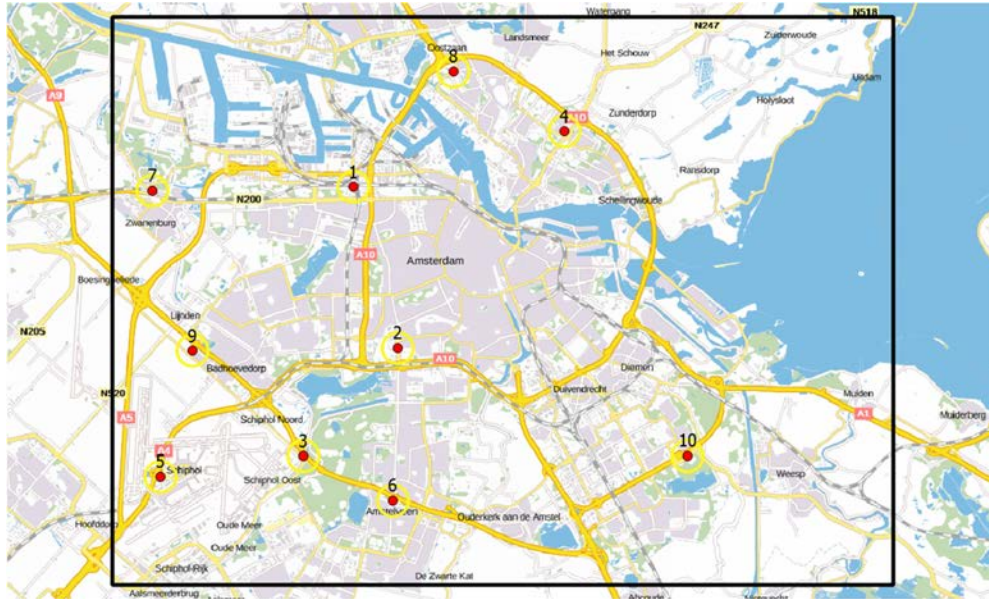 Watergang
N518
N247
Landsmeer
Zuiderwoude
Oostzaan
Het Schouw
8
Uitdam
A9
Holysloot
Zunderdorp
4
A10
7
1
Ransdorp
N200
Schellingwoude
Zwanenburg
A10
Amsterdam
Lijnden
N205
9
2
A10
Badhoevedorp
Diemen
Duivendrecht
N520
Muiden
A5
Schiphol Noord
A1
Muiderberg
3
10
A4
5
Schiphol
Schiphol Oost
Weesp
6
Amstelveen
Ouderkerk aan de Amstel
Hoofddorp
Oude Meer
Oude Meer
Schiphol-Rijk
De Zwarte Kat
Aalsmeerderbrug
Abcoude